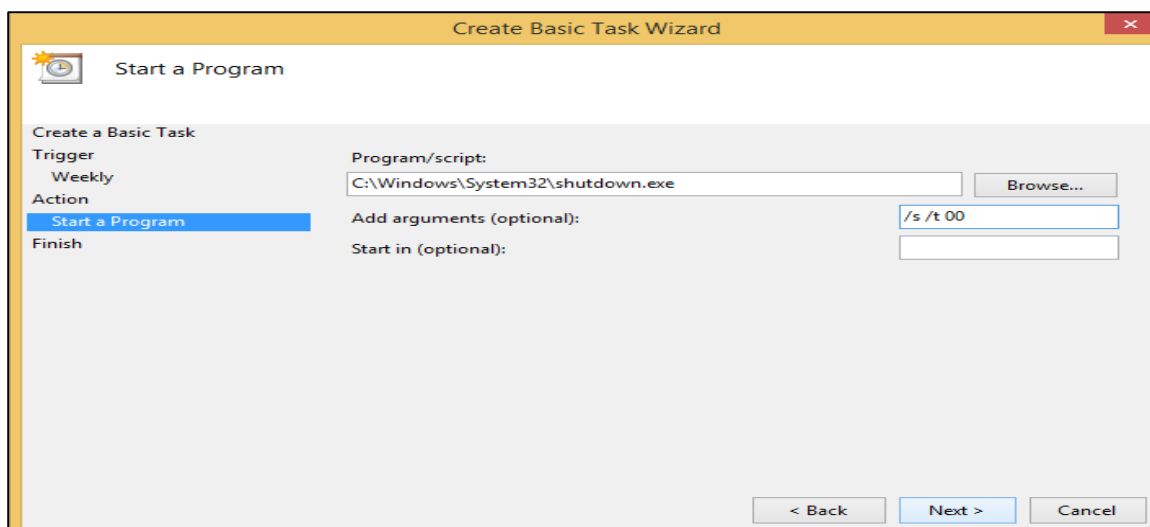 Create Basic Task Wizard
Start a Program
Create a Basic Task
Trigger
Weekly
Action
Start a Program
Finish
Program/script:
C:\Windows\System32\shutdown.exe
Browse...
Add arguments (optional):
/s /t 00
Start in (optional):
< Back
Next >
Cancel